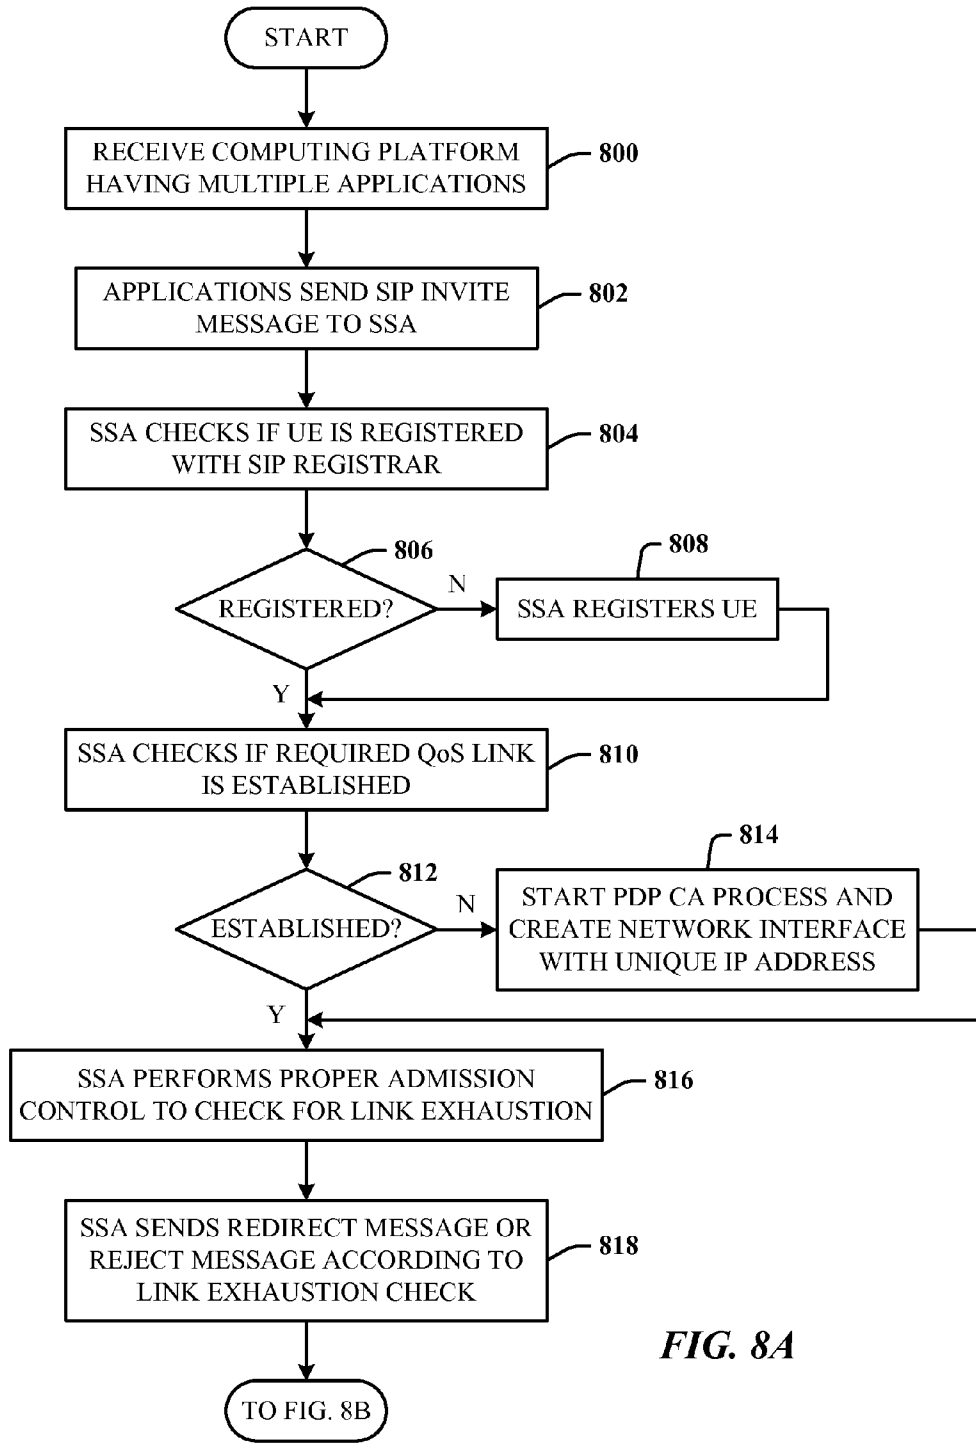 START
RECEIVE COMPUTING PLATFORM
HAVING MULTIPLE APPLICATIONS
800
APPLICATIONS SEND SIP INVITE
MESSAGE TO SSA
802
SSA CHECKS IF UE IS REGISTERED
WITH SIP REGISTRAR
804
806
REGISTERED?
N
808
SSA REGISTERS UE
Y
SSA CHECKS IF REQUIRED QoS LINK
IS ESTABLISHED
810
812
ESTABLISHED?
N
814
START PDP CA PROCESS AND
CREATE NETWORK INTERFACE
WITH UNIQUE IP ADDRESS
Y
SSA PERFORMS PROPER ADMISSION
CONTROL TO CHECK FOR LINK EXHAUSTION
816
SSA SENDS REDIRECT MESSAGE OR
REJECT MESSAGE ACCORDING TO
LINK EXHAUSTION CHECK
818
FIG. 8A
TO FIG. 8B